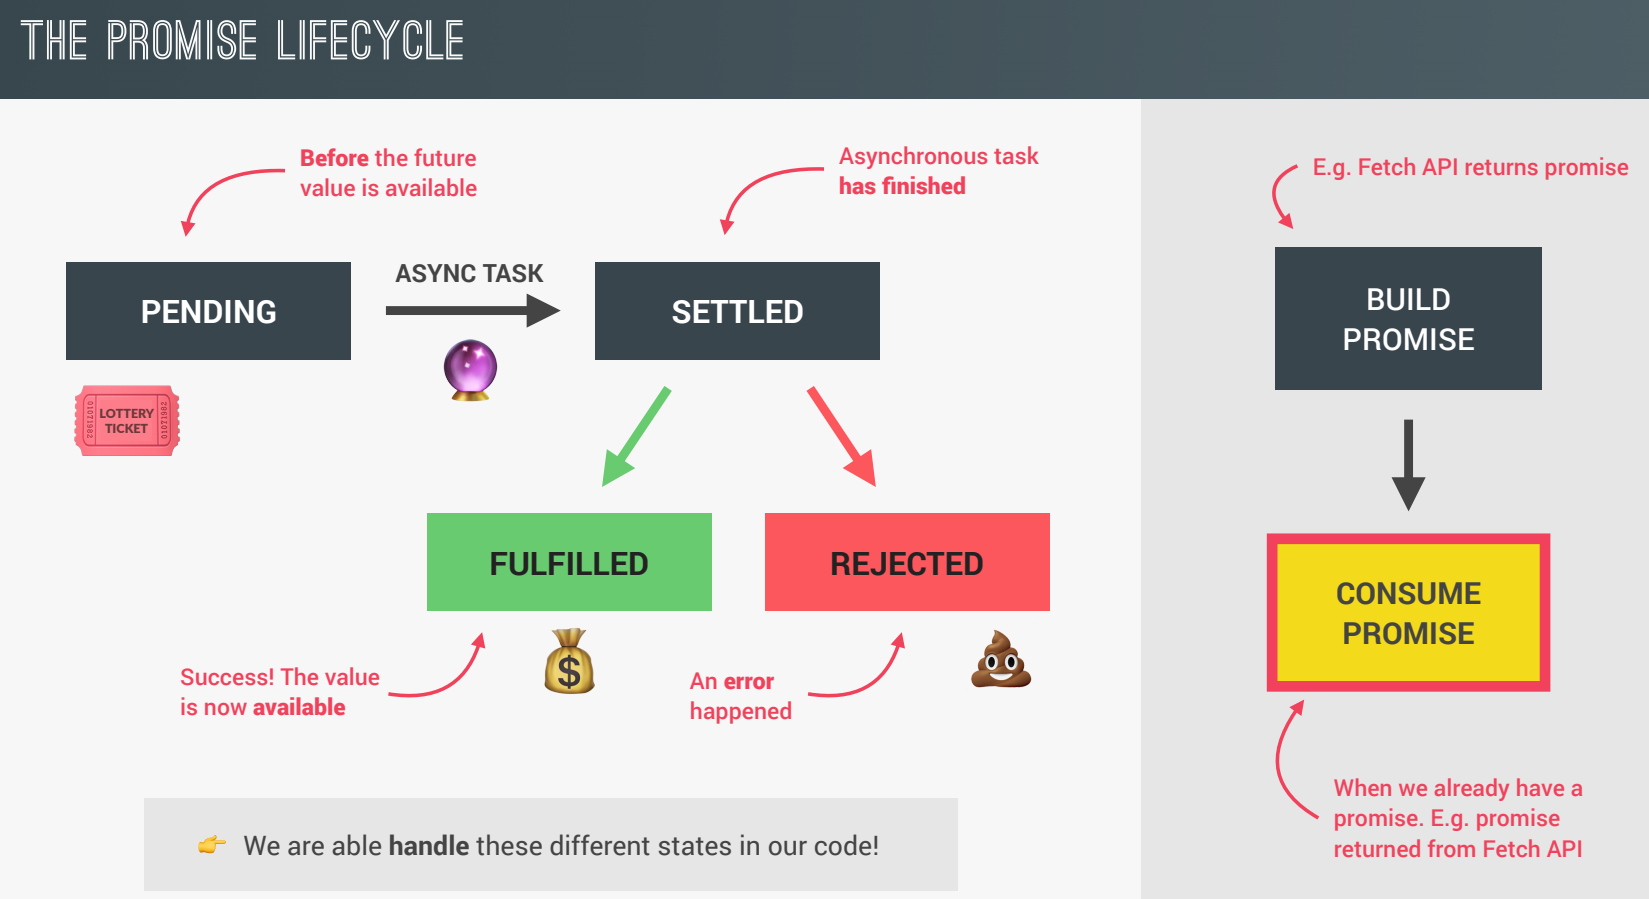 THE PROMISE LIFECYCLE
Before the future
value is available
Asynchronous task
has finished
PENDING
ASYNC TASK
SETTLED
LOTTERY
TICKET
01071982
01071982
FULFILLED
REJECTED
Success! The value
is now available
$
An error
happened
We are able handle these different states in our code!
E.g. Fetch API returns promise
BUILD
PROMISE
CONSUME
PROMISE
When we already have a
promise. E.g. promise
returned from Fetch API